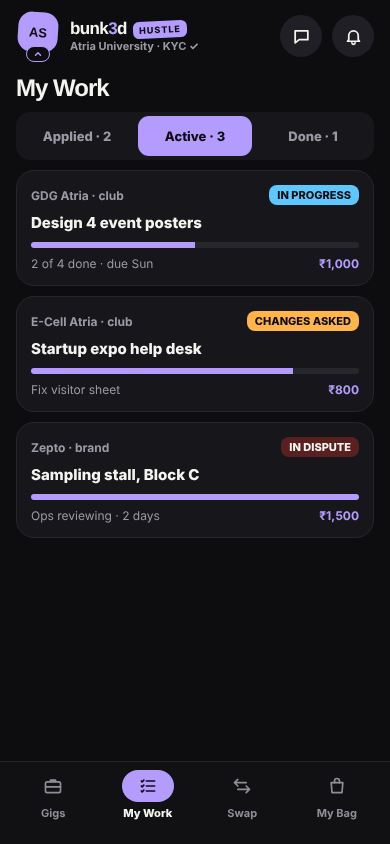 AS
bunk3d HUSTLE
Atria University · KYC ✓
My Work
Applied · 2
Active · 3
Done · 1
GDG Atria · club
IN PROGRESS
Design 4 event posters
2 of 4 done · due Sun
₹1,000
E-Cell Atria · club
CHANGES ASKED
Startup expo help desk
Fix visitor sheet
₹800
Zepto · brand
IN DISPUTE
Sampling stall, Block C
Ops reviewing · 2 days
₹1,500
Gigs
My Work
Swap
My Bag